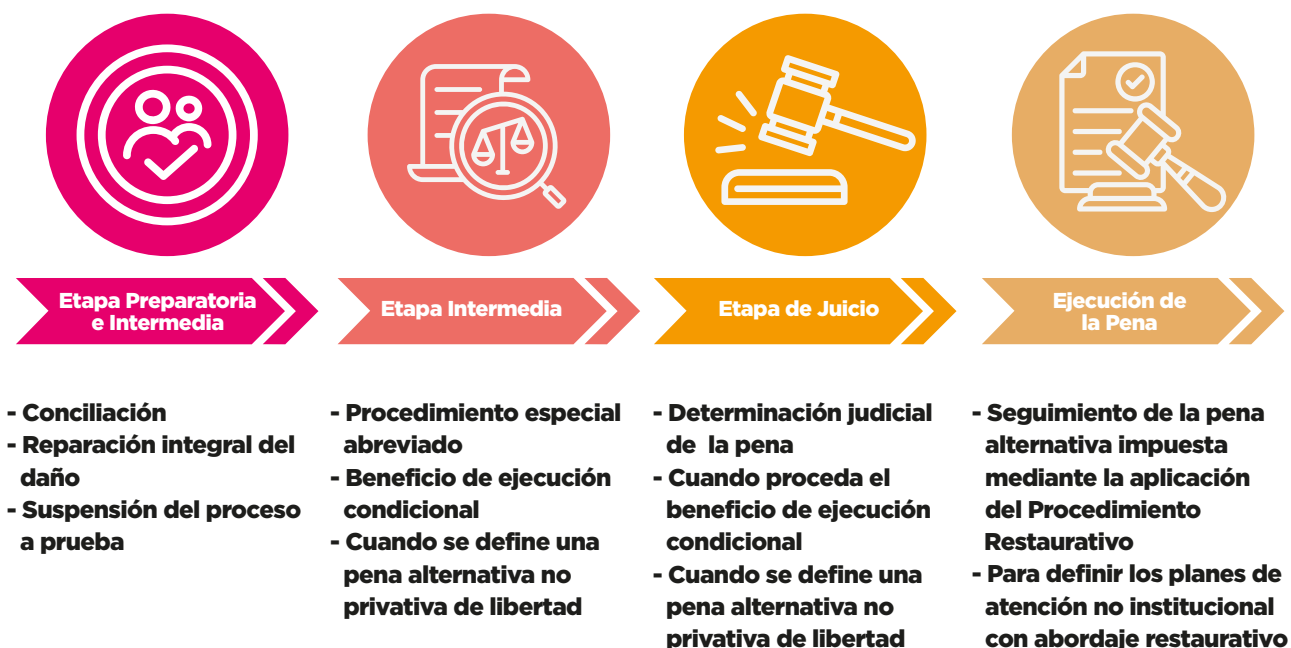 Etapa Preparatoria
e Intermedia
- Conciliación
- Reparación integral del
daño
- Suspensión del proceso
a prueba
Etapa Intermedia
- Procedimiento especial
abreviado
- Beneficio de ejecución
condicional
- Cuando se define una
pena alternativa no
privativa de libertad
Etapa de Juicio
- Determinación judicial
de la pena
- Cuando proceda el
beneficio de ejecución
condicional
- Cuando se define una
pena alternativa no
privativa de libertad
Ejecución de
la Pena
- Seguimiento de la pena
alternativa impuesta
mediante la aplicación
del Procedimiento
Restaurativo
- Para definir los planes de
atención no institucional
con abordaje restaurativo